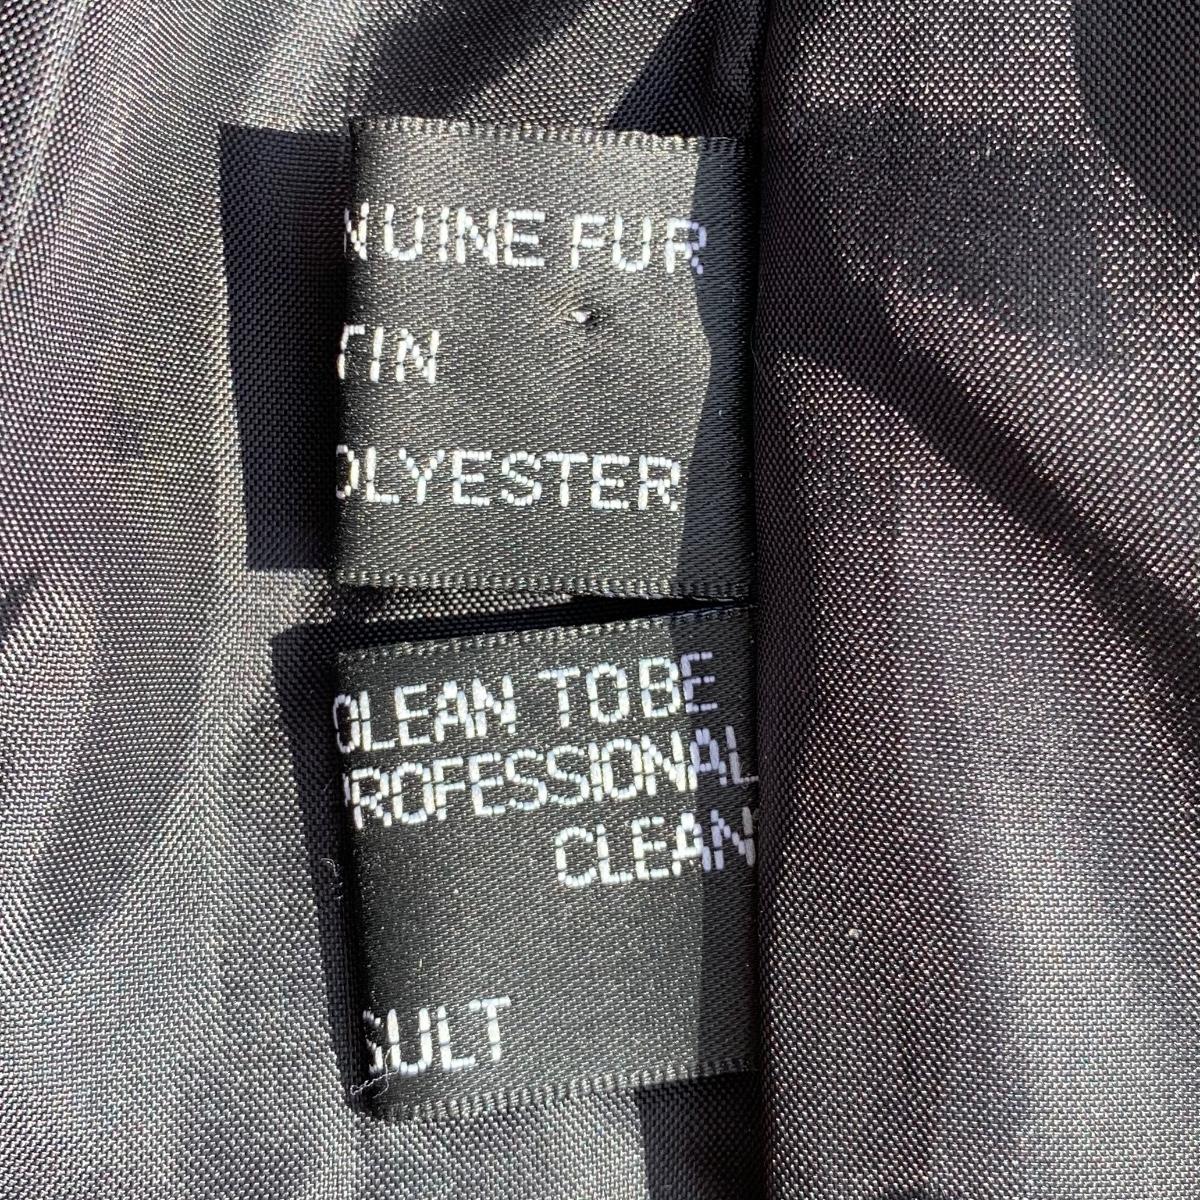 NUINE FUR
TIN
OLYESTER
CLEAN TO BE
PROFESSIONAL
CLEAN
SULT